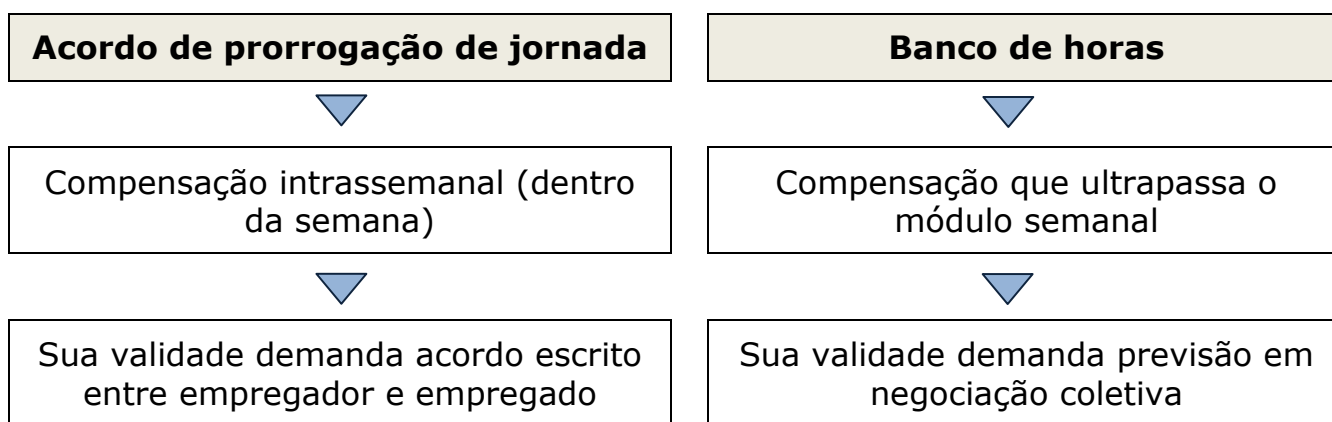 Acordo de prorrogação de jornada
Compensação intrassemanal (dentro
da semana)
Sua validade demanda acordo escrito
entre empregador e empregado
Banco de horas
Compensação que ultrapassa o
módulo semanal
Sua validade demanda previsão em
negociação coletiva